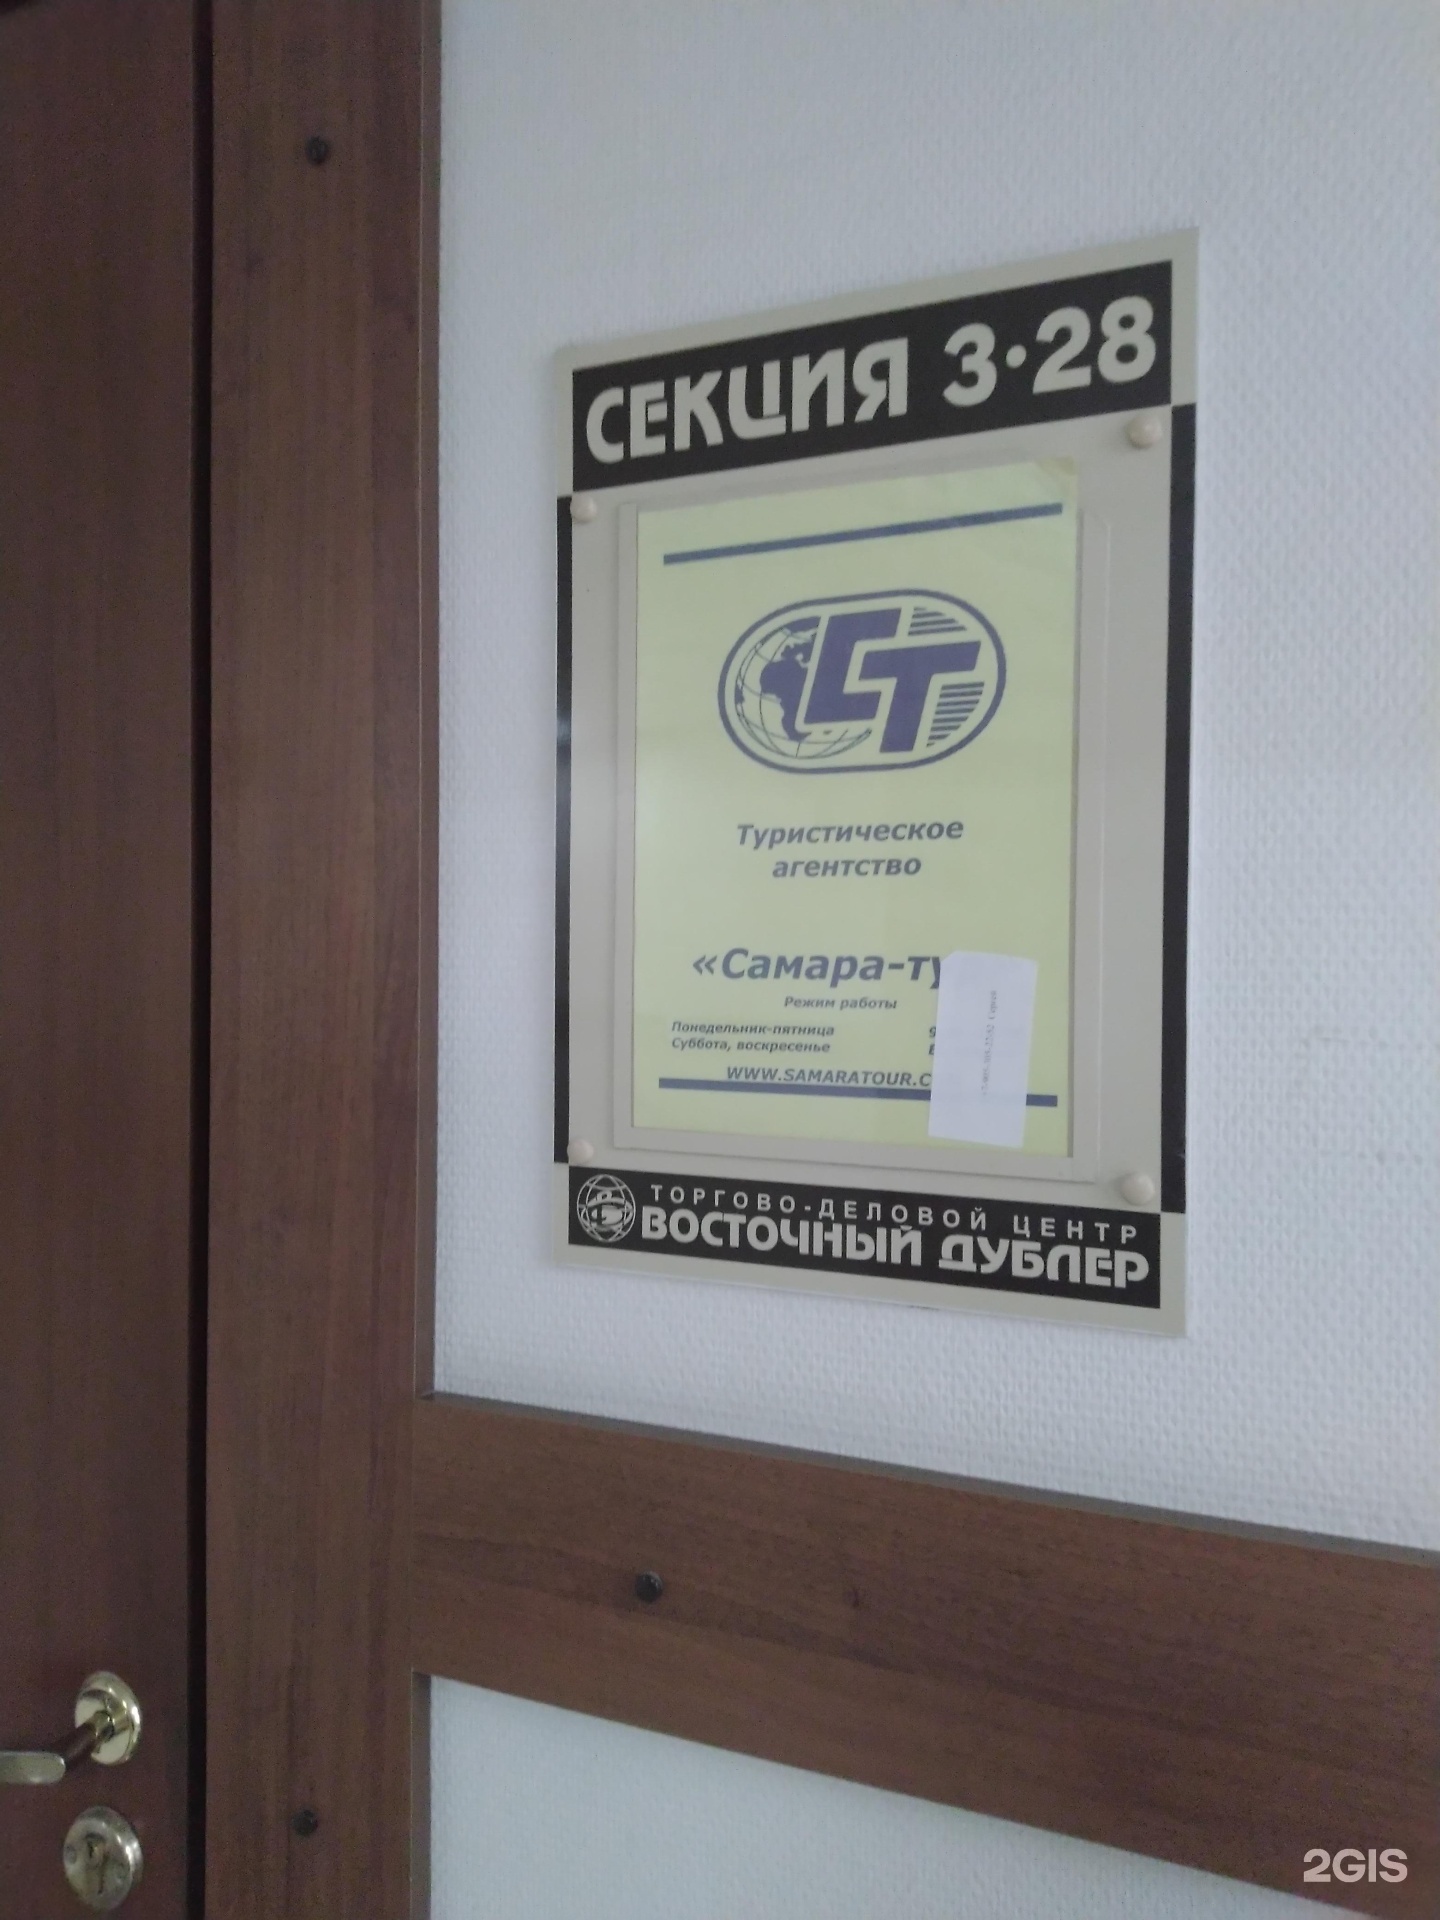 СЕКЦИЯ 3·28
СТ
Туристическое
агентство
«Самара-ту
Режим работы
Понедельник-пятница 9
Суббота, воскресенье В
WWW.SAMARATOUR.C
ТОРГОВО-ДЕЛОВОЙ ЦЕНТР
ВОСТОЧНЫЙ ДУБЛЕР
2GIS